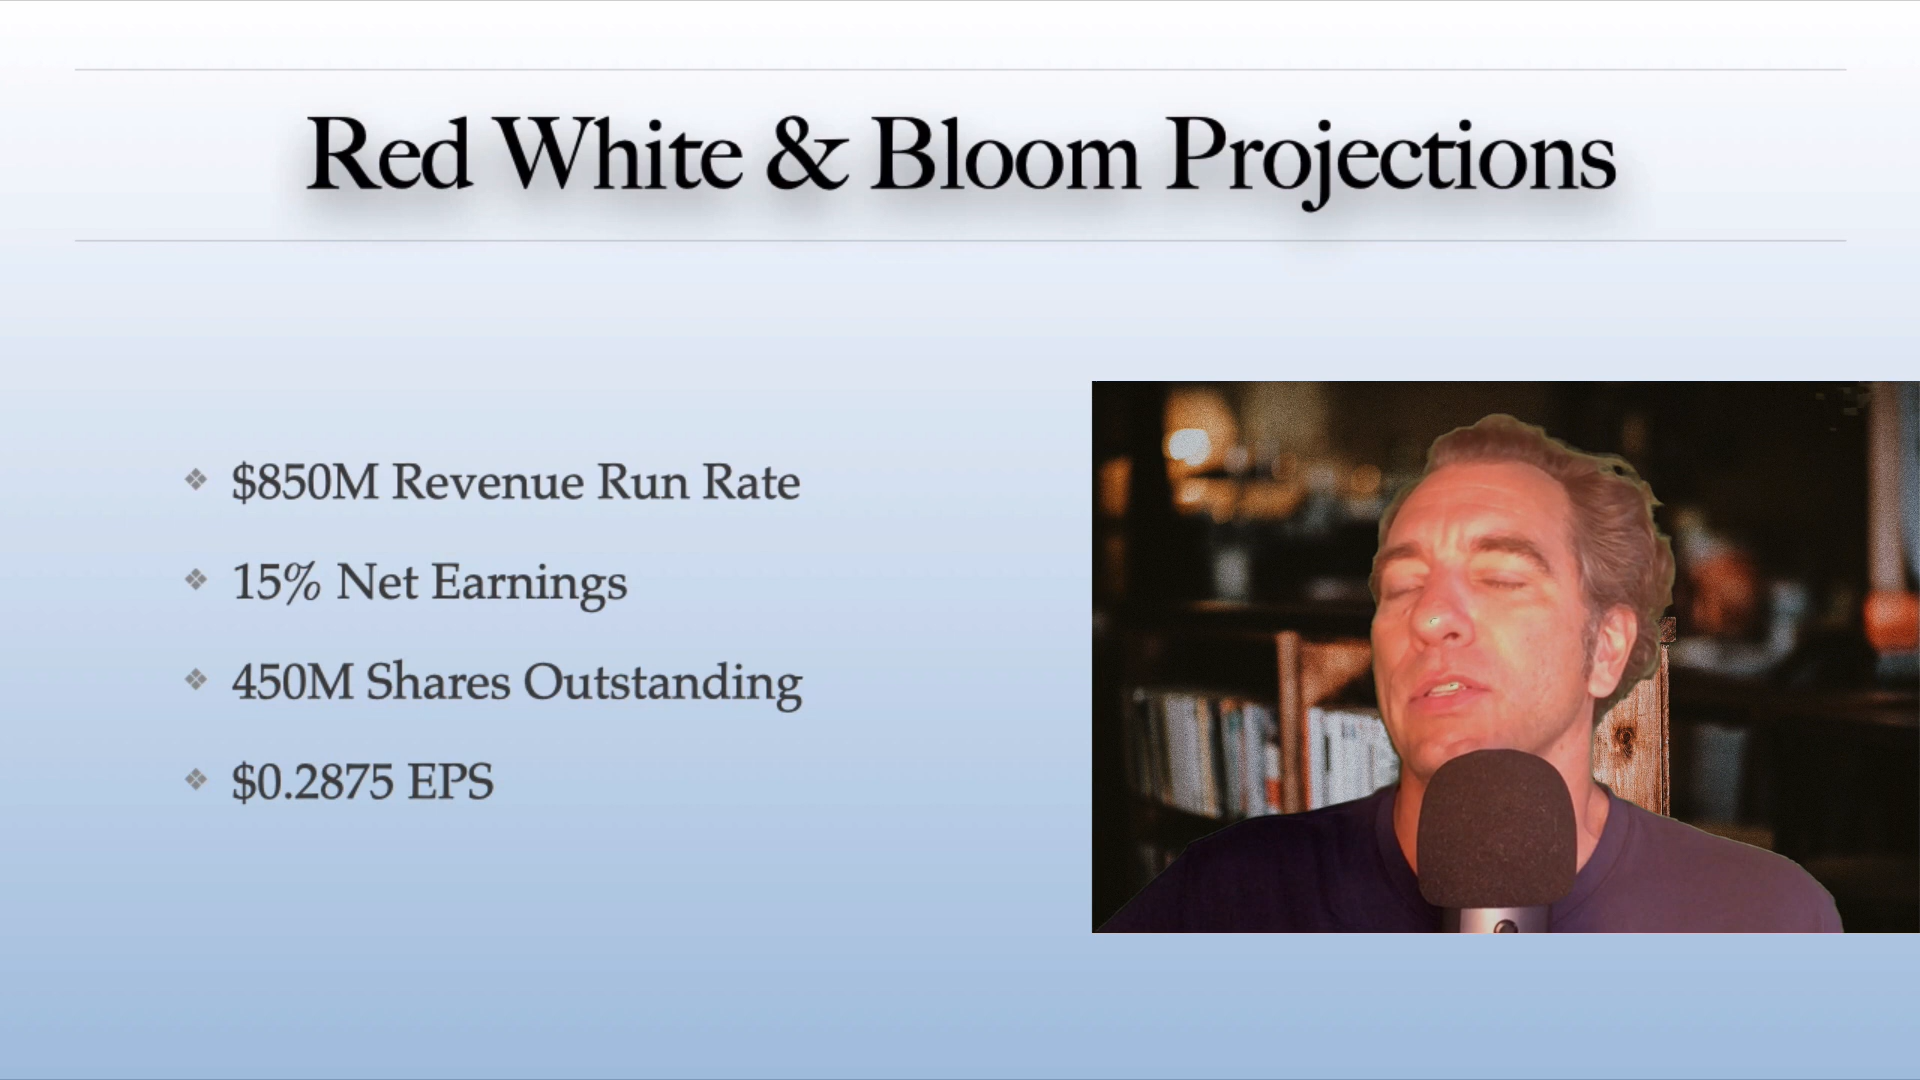 Red White & Bloom Projections
$850M Revenue Run Rate
15% Net Earnings
450M Shares Outstanding
$0.2875 EPS